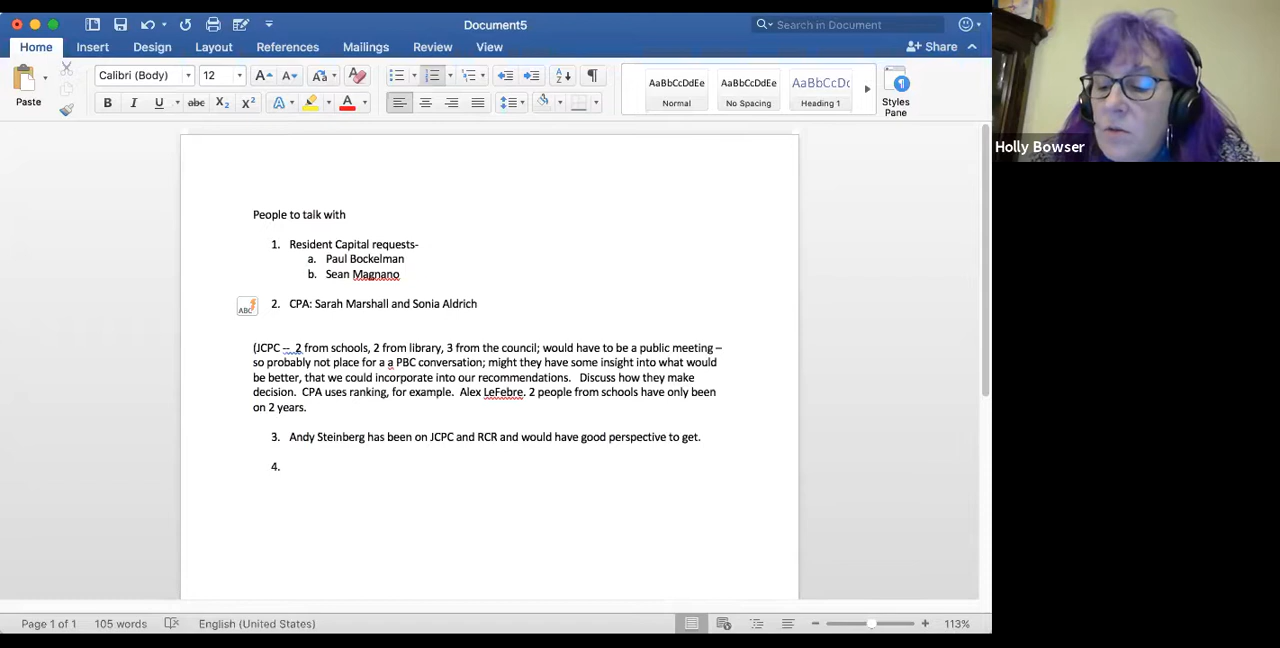 Document5
Search in Document
Home Insert Design Layout References Mailings Review View
Share
Paste
Calibri (Body) 12
AaBbCcDdEe AaBbCcDdEe AaBbCcDc
Normal No Spacing Heading 1
Styles Pane
Holly Bowser
People to talk with
1. Resident Capital requests-
a. Paul Bockelman
b. Sean Magnano
ABC
2. CPA: Sarah Marshall and Sonia Aldrich
(JCPC -- 2 from schools, 2 from library, 3 from the council; would have to be a public meeting –
so probably not place for a a PBC conversation; might they have some insight into what would
be better, that we could incorporate into our recommendations. Discuss how they make
decision. CPA uses ranking, for example. Alex LeFebre. 2 people from schools have only been
on 2 years.
3. Andy Steinberg has been on JCPC and RCR and would have good perspective to get.
4.
Page 1 of 1 105 words English (United States) 113%